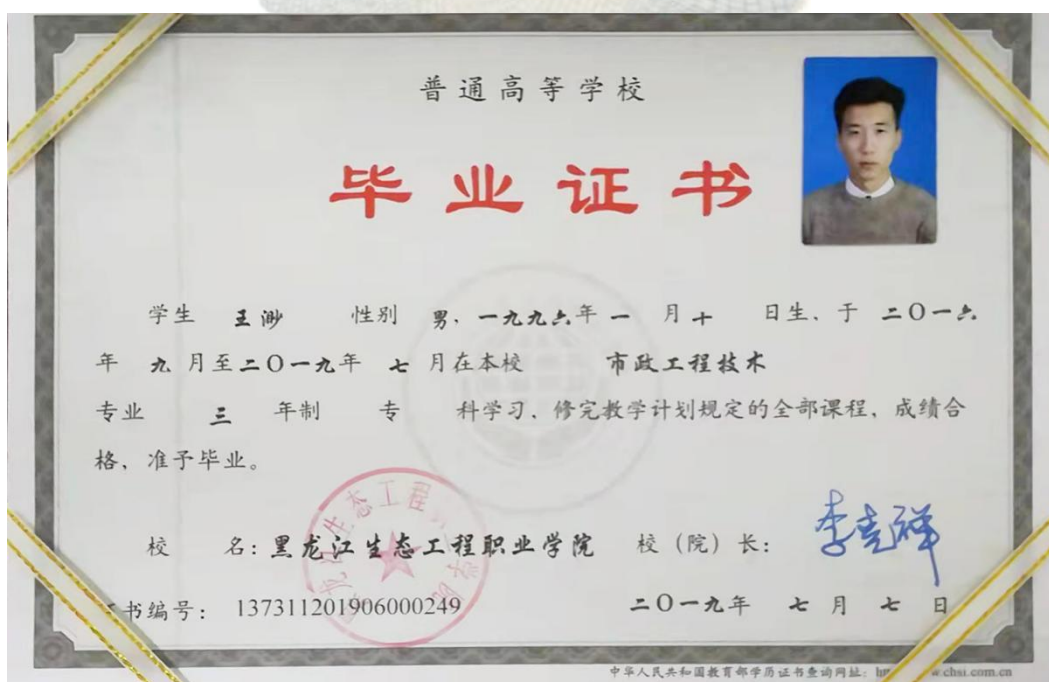 普通高等学校
毕业证书
学生 王渺 性别 男，一九九六年 一 月 十 日生，于 二〇一六
年 九 月至二〇一九年 七 月在本校 市政工程技术
专业 三 年制 专 科学习，修完教学计划规定的全部课程，成绩合
格，准予毕业。
校 名：黑龙江生态工程职业学院 校（院）长：李克祥
书编号：137311201906000249 二〇一九年 七 月 七 日
中华人民共和国教育部学历证书查询网址：w.chsi.com.cn